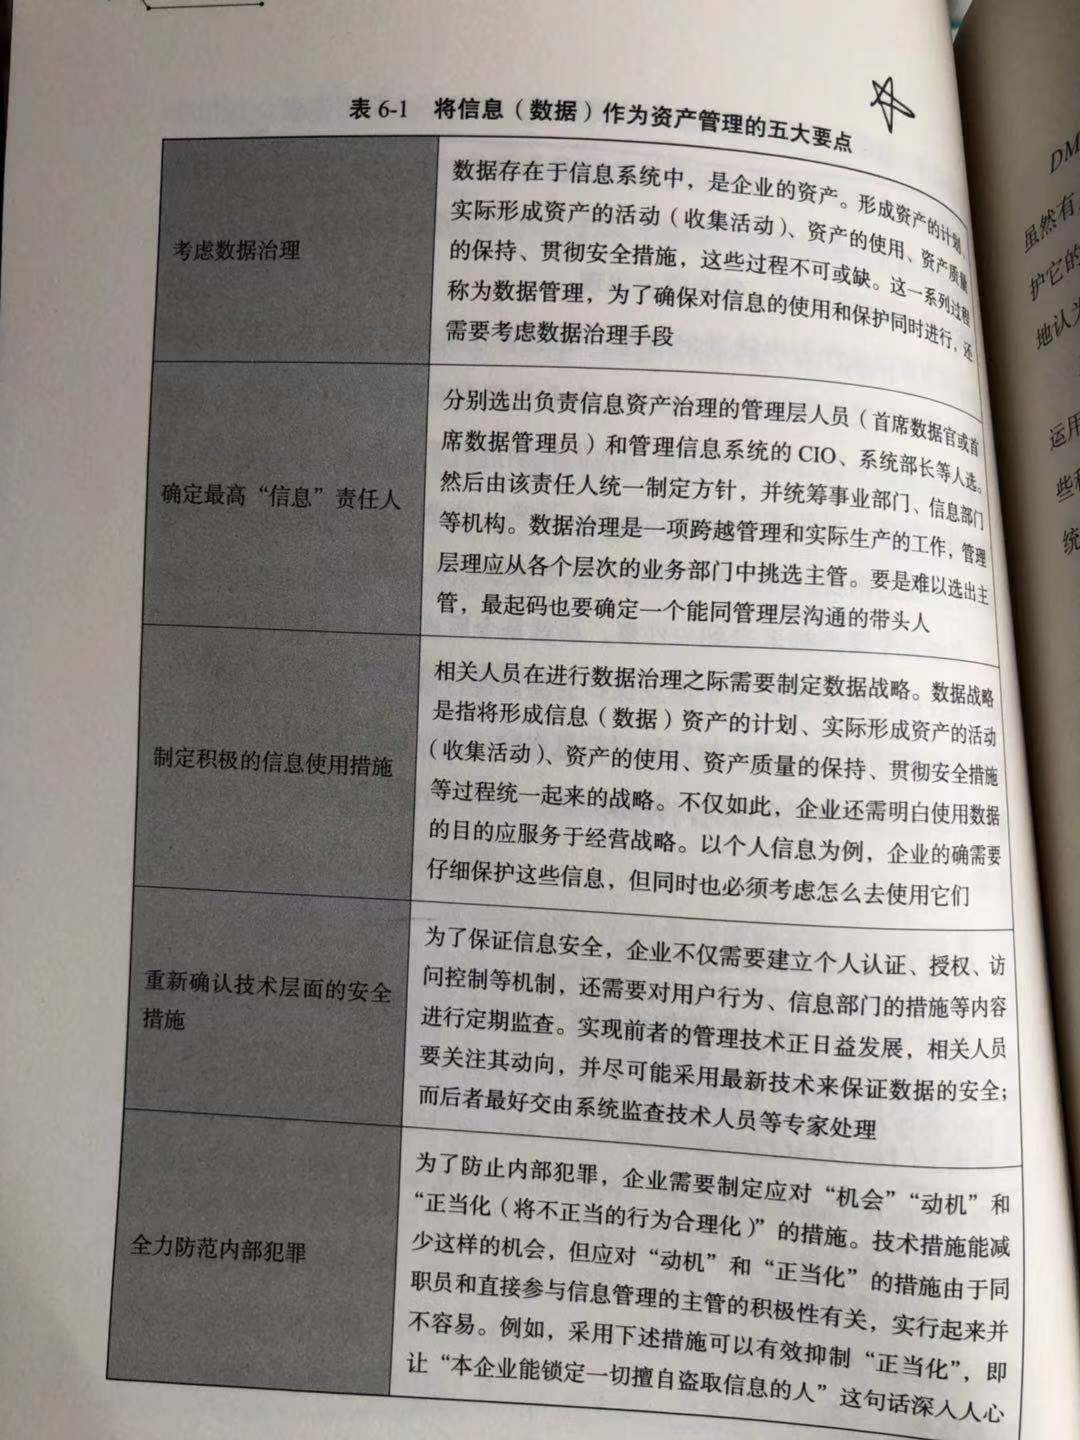 表 6-1 将信息（数据）作为资产管理的五大要点
考虑数据治理
数据存在于信息系统中，是企业的资产。形成资产的计划、
实际形成资产的活动（收集活动）、资产的使用、资产质量
的保持、贯彻安全措施，这些过程不可或缺。这一系列过程
称为数据管理，为了确保对信息的使用和保护同时进行，还
需要考虑数据治理手段
确定最高“信息”责任人
分别选出负责信息资产治理的管理层人员（首席数据官或首
席数据管理员）和管理信息系统的 CIO、系统部长等人选。
然后由该责任人统一制定方针，并统筹事业部门、信息部门
等机构。数据治理是一项跨越管理和实际生产的工作，管理
层理应从各个层次的业务部门中挑选主管。要是难以选出主
管，最起码也要确定一个能同管理层沟通的带头人
制定积极的信息使用措施
相关人员在进行数据治理之际需要制定数据战略。数据战略
是指将形成信息（数据）资产的计划、实际形成资产的活动
（收集活动）、资产的使用、资产质量的保持、贯彻安全措施
等过程统一起来的战略。不仅如此，企业还需明白使用数据
的目的应服务于经营战略。以个人信息为例，企业的确需要
仔细保护这些信息，但同时也必须考虑怎么去使用它们
重新确认技术层面的安全
措施
为了保证信息安全，企业不仅需要建立个人认证、授权、访
问控制等机制，还需要对用户行为、信息部门的措施等内容
进行定期监查。实现前者的管理技术正日益发展，相关人员
要关注其动向，并尽可能采用最新技术来保证数据的安全；
而后者最好交由系统监查技术人员等专家处理
全力防范内部犯罪
为了防止内部犯罪，企业需要制定应对“机会”“动机”和
“正当化（将不正当的行为合理化）”的措施。技术措施能减
少这样的机会，但应对“动机”和“正当化”的措施由于同
职员和直接参与信息管理的主管的积极性有关，实行起来并
不容易。例如，采用下述措施可以有效抑制“正当化”，即
让“本企业能锁定一切擅自盗取信息的人”这句话深入人心
DM
虽然有
护它的
地认为
运用
些
统